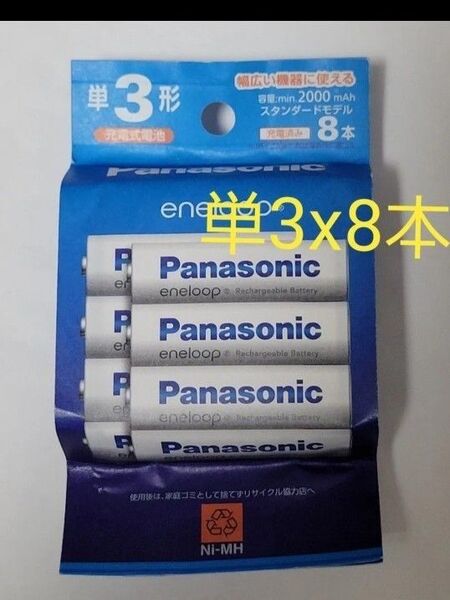 単3形
充電式電池
幅広い機器に使える
容量:min.2000 mAh
スタンダードモデル
充電済み 8本
Panasonic
eneloop®
単3x8本
Panasonic
eneloop® Rechargeable Battery
Panasonic
eneloop® Rechargeable Battery
Panasonic
eneloop® Rechargeable Battery
Panasonic
使用後は、家庭ゴミとして捨てずリサイクル協力店へ
Ni-MH